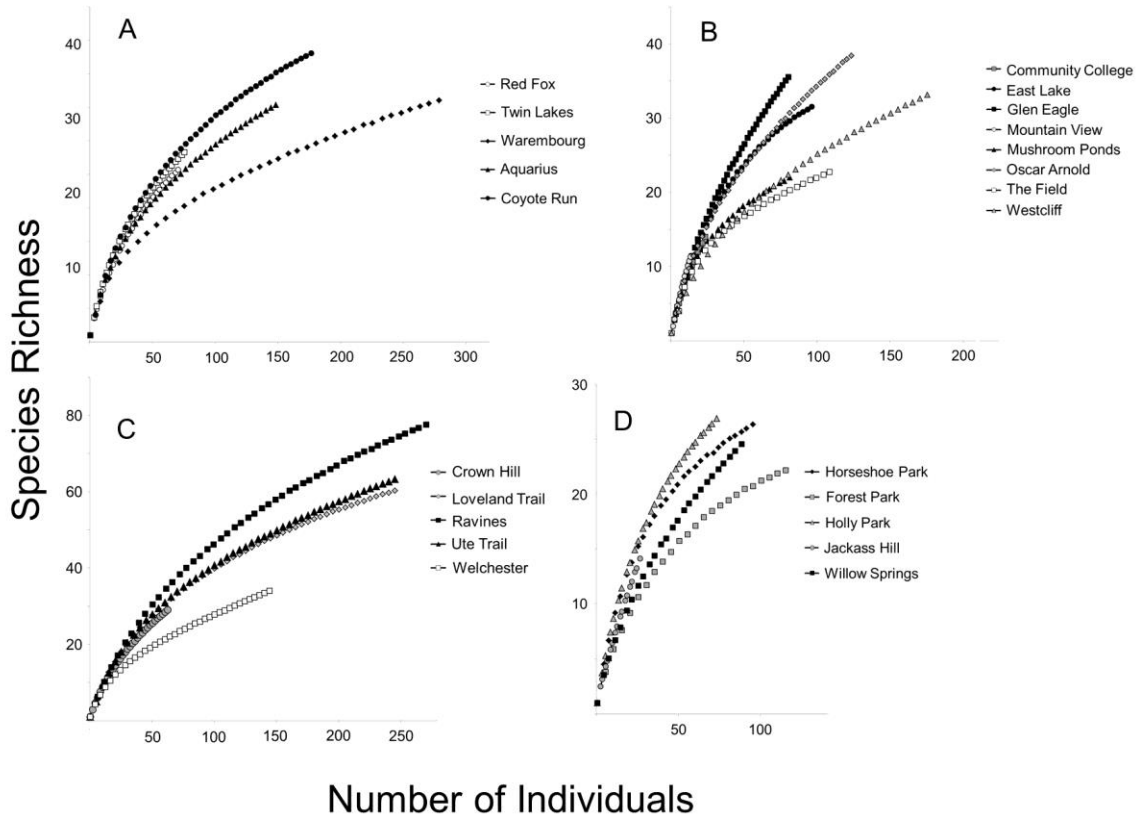 Species Richness
Number of Individuals
A
40
30
20
10
50
100
150
200
250
300
Red Fox
Twin Lakes
Warembourg
Aquarius
Coyote Run
B
40
30
20
10
50
100
150
200
Community College
East Lake
Glen Eagle
Mountain View
Mushroom Ponds
Oscar Arnold
The Field
Westcliff
C
80
60
40
20
50
100
150
200
250
Crown Hill
Loveland Trail
Ravines
Ute Trail
Welchester
D
30
20
10
50
100
Horseshoe Park
Forest Park
Holly Park
Jackass Hill
Willow Springs